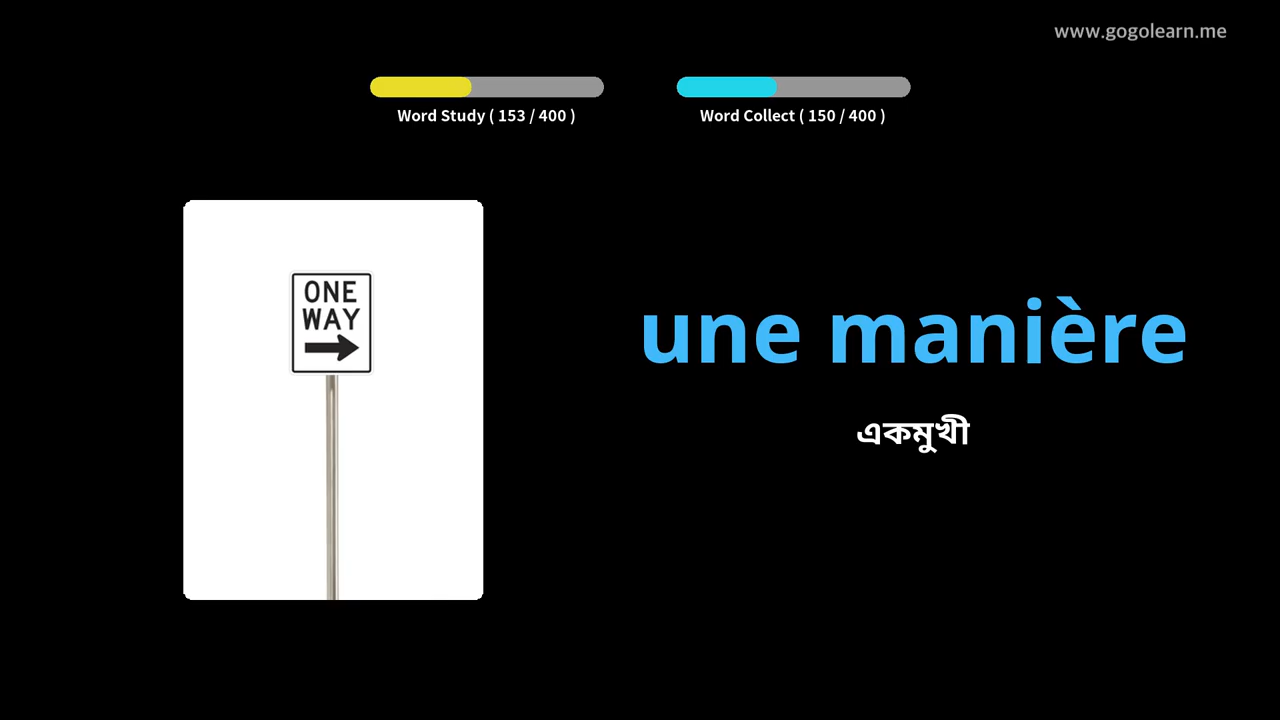 www.gogolearn.me
Word Study ( 153 / 400 )
Word Collect ( 150 / 400 )
ONE
WAY
une manière
একমুখী